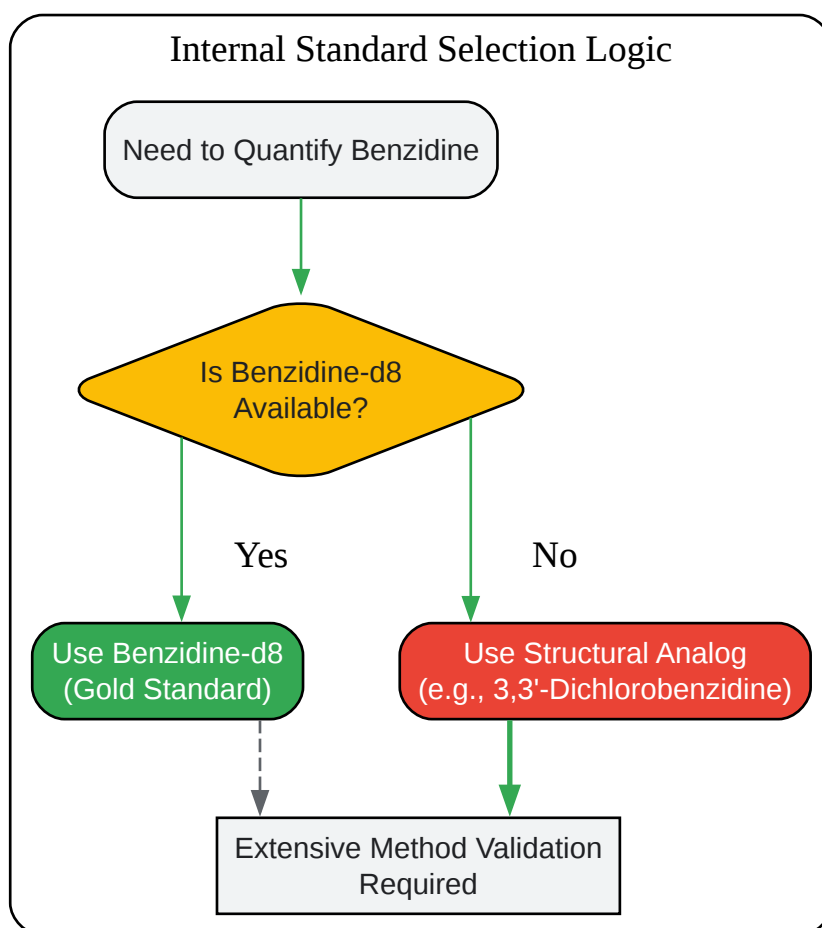 Internal Standard Selection Logic
Need to Quantify Benzidine
Is Benzidine-d8
Available?
Yes
No
Use Benzidine-d8
(Gold Standard)
Use Structural Analog
(e.g., 3,3'-Dichlorobenzidine)
Extensive Method Validation
Required